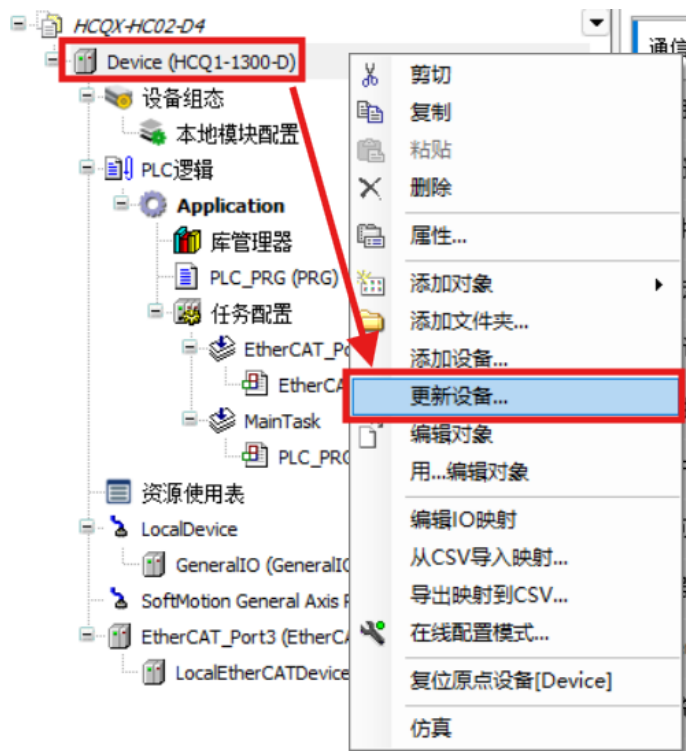 HCQX-HC02-D4
Device (HCQ1-1300-D)
设备组态
本地模块配置
PLC逻辑
Application
库管理器
PLC_PRG (PRG)
任务配置
EtherCAT_Po
EtherCA
MainTask
PLC_PRG
资源使用表
LocalDevice
GeneralIO (GeneralIO
SoftMotion General Axis P
EtherCAT_Port3 (EtherCA
LocalEtherCATDevice
通信
剪切
复制
粘贴
删除
属性...
添加对象
添加文件夹...
添加设备...
更新设备...
编辑对象
用...编辑对象
编辑IO映射
从CSV导入映射...
导出映射到CSV...
在线配置模式...
复位原点设备[Device]
仿真